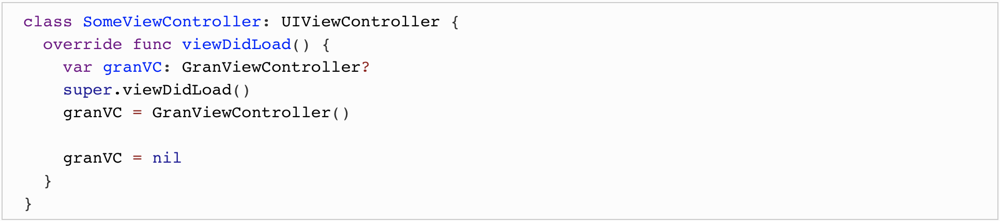 class SomeViewController: UIViewController {
  override func viewDidLoad() {
    var granVC: GranViewController?
    super.viewDidLoad()
    granVC = GranViewController()

    granVC = nil
  }
}